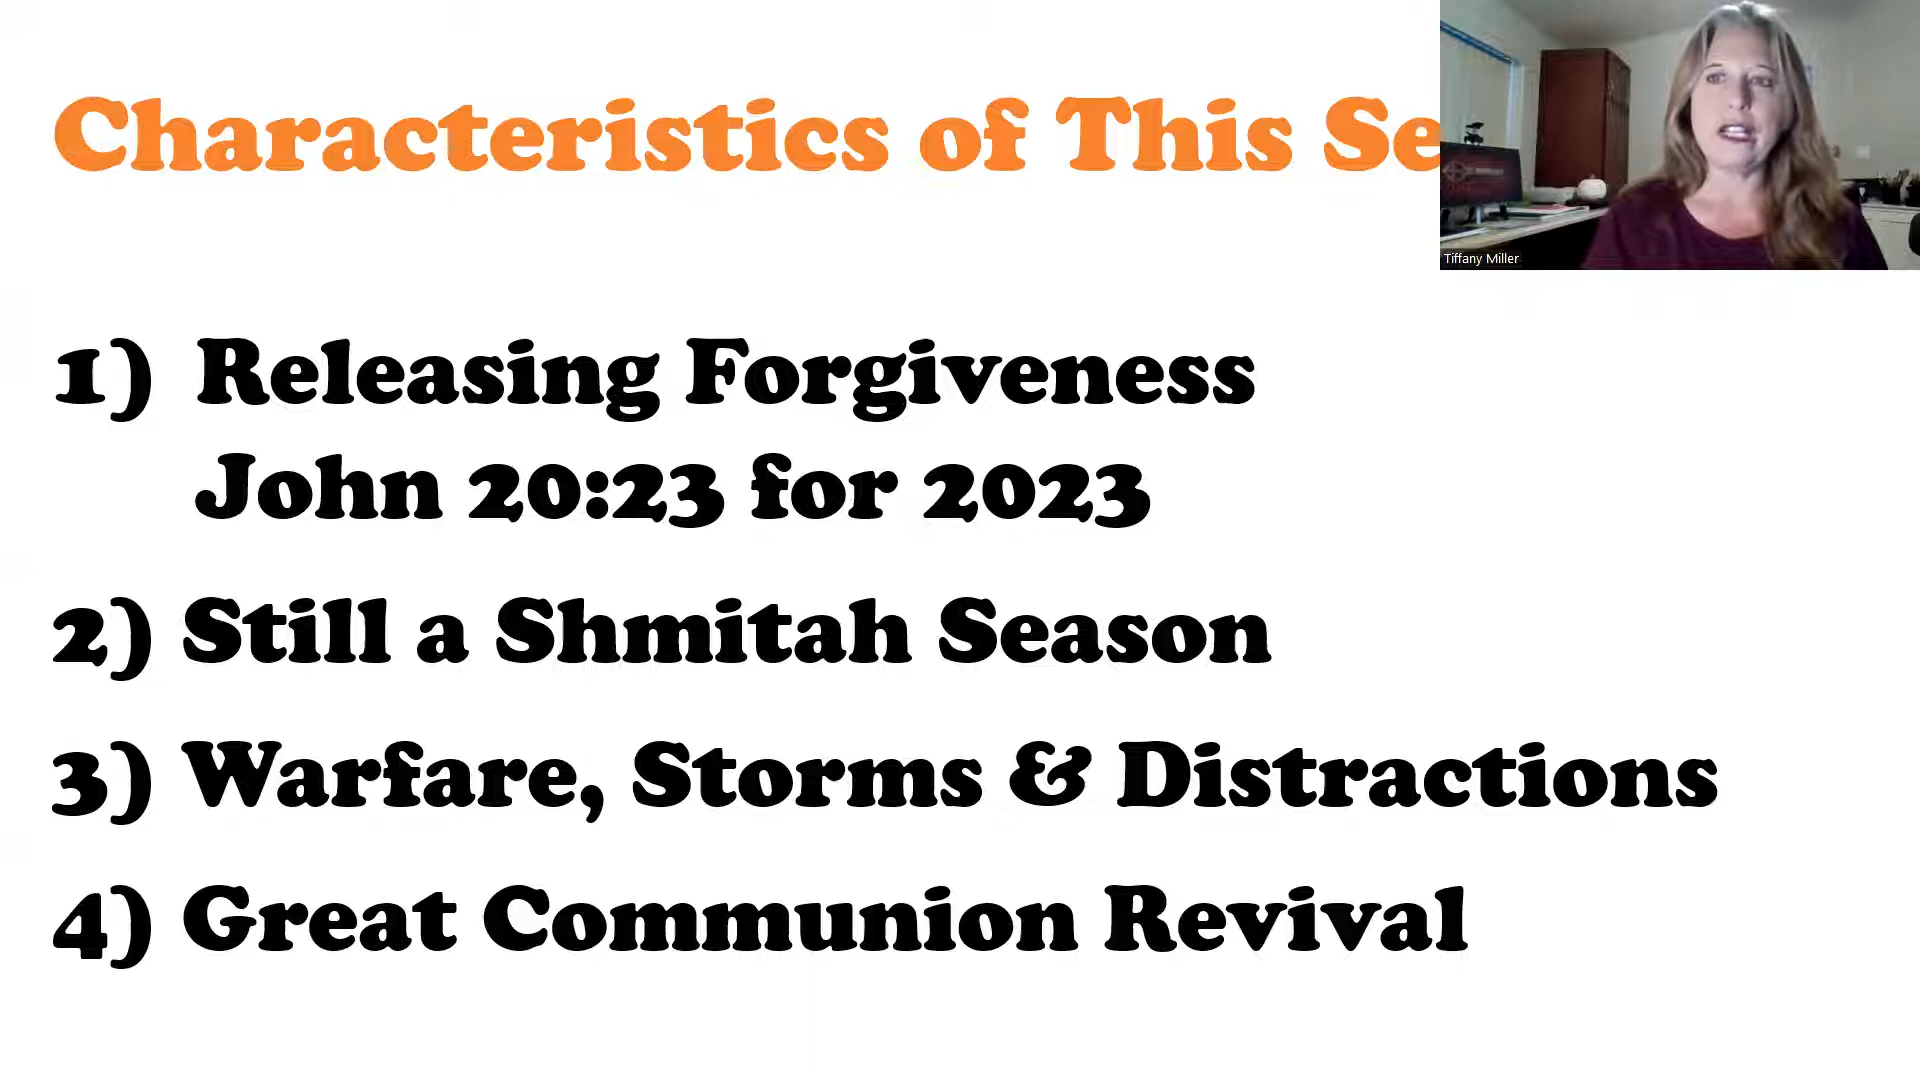 Characteristics of This Se
Tiffany Miller
1) Releasing Forgiveness
John 20:23 for 2023
2) Still a Shmitah Season
3) Warfare, Storms & Distractions
4) Great Communion Revival